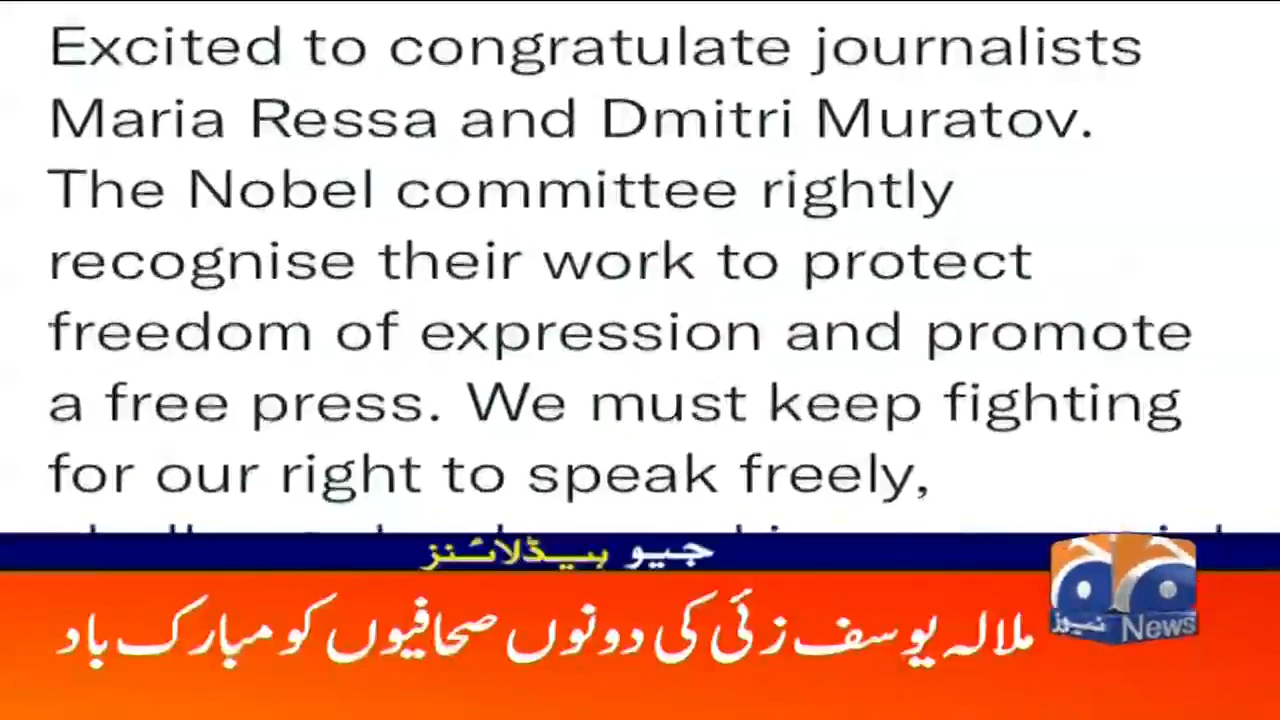 Excited to congratulate journalists
Maria Ressa and Dmitri Muratov.
The Nobel committee rightly
recognise their work to protect
freedom of expression and promote
a free press. We must keep fighting
for our right to speak freely,
جیو ہیڈلائنز
ملالہ یوسف زئی کی دونوں صحافیوں کو مبارک باد
جیو
نیوز News